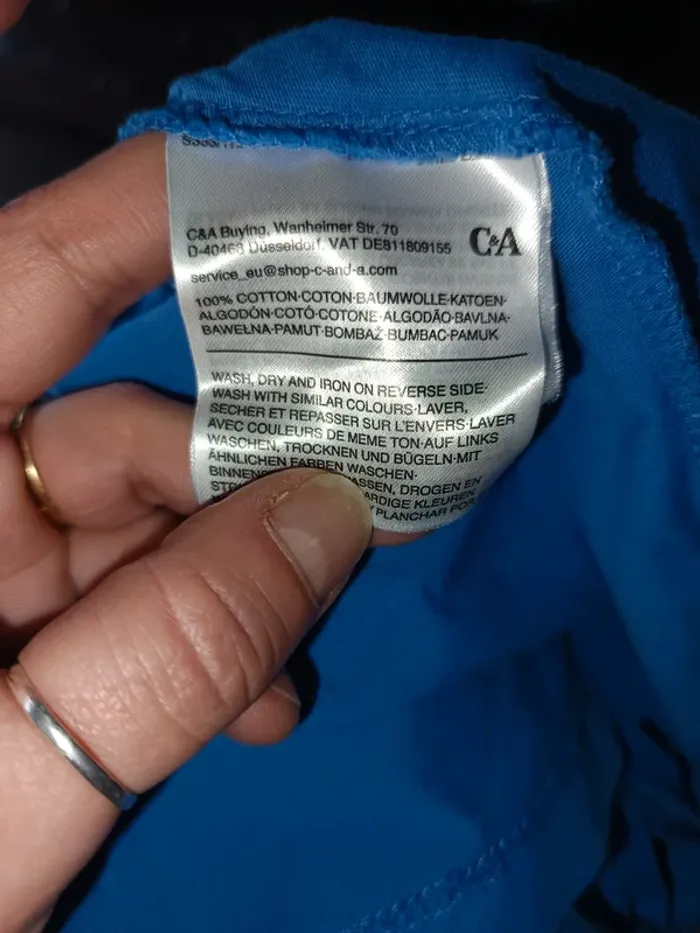 C&A Buying, Wanheimer Str. 70
D-40468 Düsseldorf, VAT DE811809155
C&A
service_eu@shop-c-and-a.com
100% COTTON·COTON·BAUMWOLLE·KATOEN·
ALGODÓN·COTÓ·COTONE·ALGODÃO·BAVLNA·
BAWEŁNA·PAMUT·BOMBAŽ·BUMBAC·PAMUK
WASH, DRY AND IRON ON REVERSE SIDE·
WASH WITH SIMILAR COLOURS·LAVER,
SECHER ET REPASSER SUR L'ENVERS·LAVER
AVEC COULEURS DE MEME TON·AUF LINKS
WASCHEN, TROCKNEN UND BÜGELN·MIT
ÄHNLICHEN FARBEN WASCHEN·
DROGEN EN
KLEUREN
PLANCHAR POR